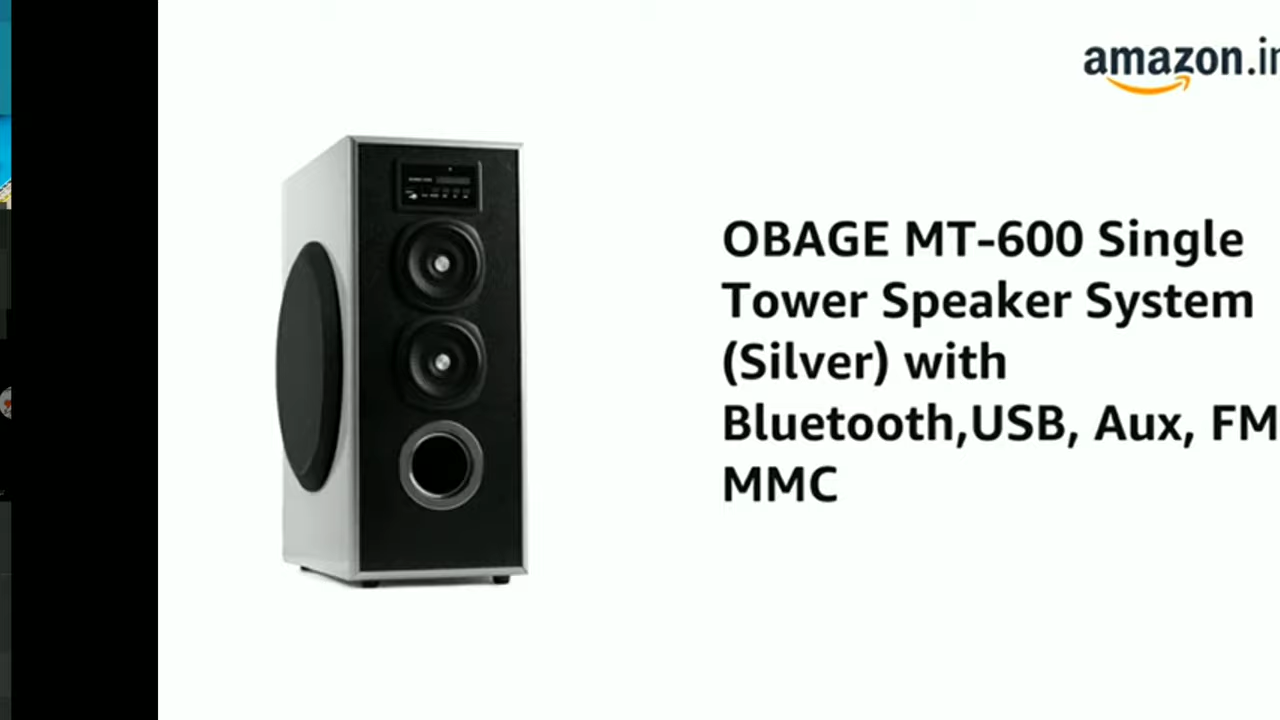 amazon.in
OBAGE MT-600 Single
Tower Speaker System
(Silver) with
Bluetooth,USB, Aux, FM
MMC